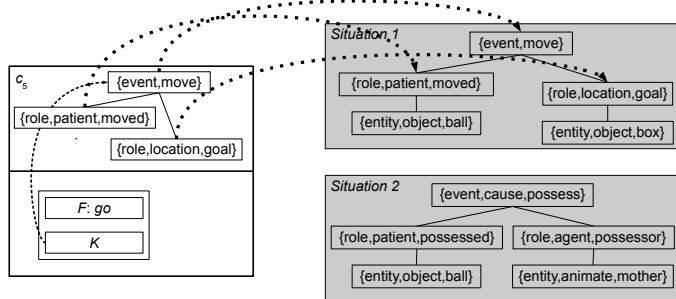 c5
{event,move}
{role,patient,moved}
{role,location,goal}
F: go
K
Situation 1
{event,move}
{role,patient,moved}
{role,location,goal}
{entity,object,ball}
{entity,object,box}
Situation 2
{event,cause,possess}
{role,patient,possessed}
{role,agent,possessor}
{entity,object,ball}
{entity,animate,mother}